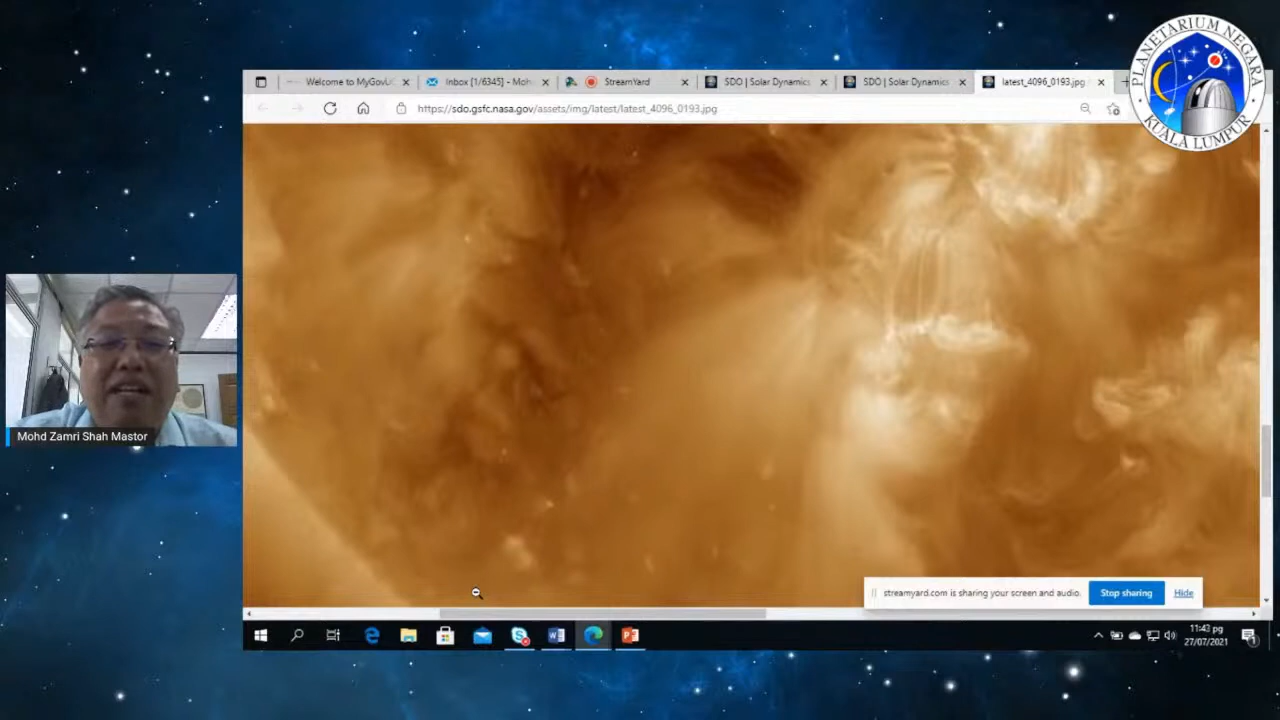 PLANETARIUM NEGARA
KUALA LUMPUR
Welcome to MyGovU
Inbox [1/6345] - Moh
StreamYard
SDO | Solar Dynamics
SDO | Solar Dynamics
latest_4096_0193.jpg
https://sdo.gsfc.nasa.gov/assets/img/latest/latest_4096_0193.jpg
Mohd Zamri Shah Mastor
streamyard.com is sharing your screen and audio.
Stop sharing
Hide
11:43 pg
27/07/2021